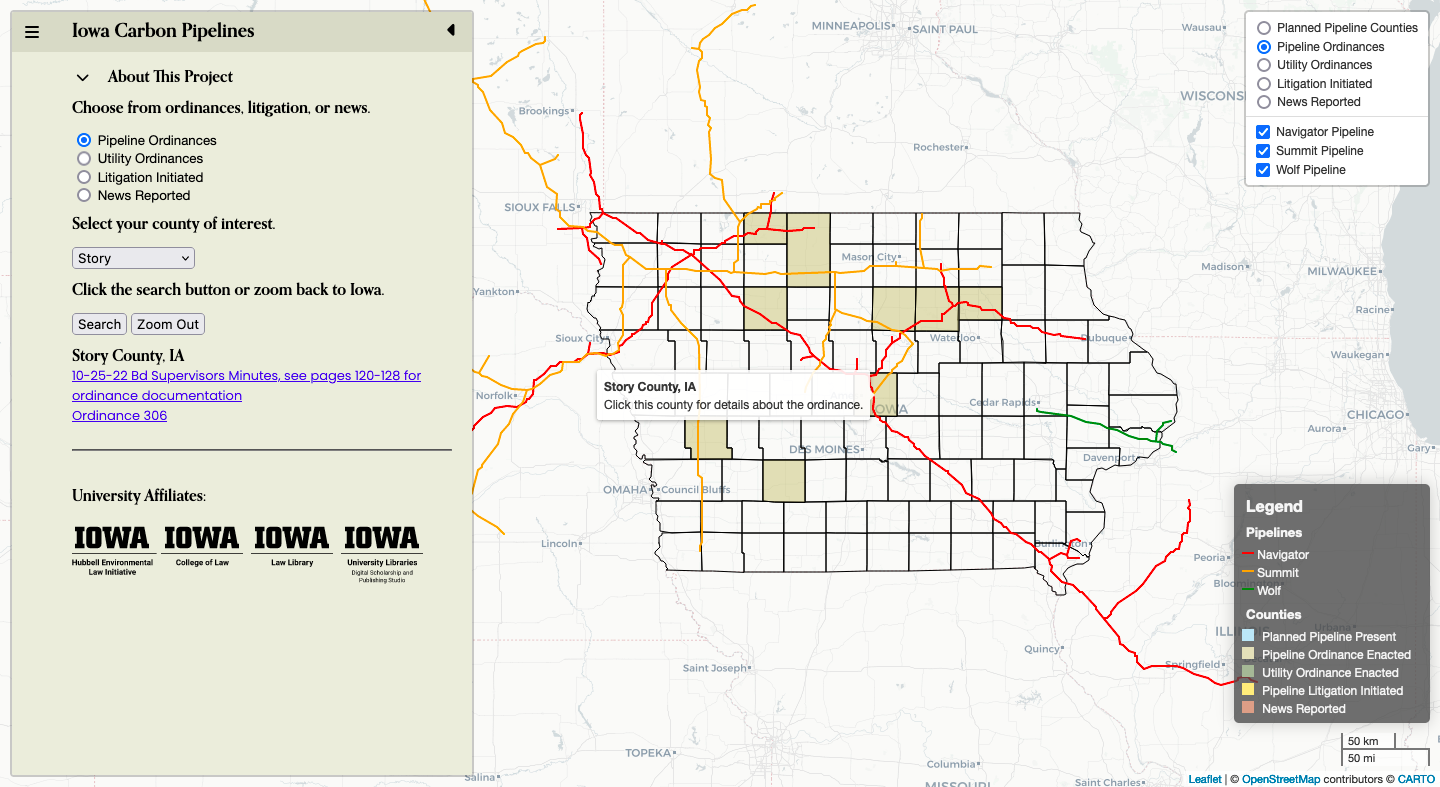 Iowa Carbon Pipelines
About This Project
Choose from ordinances, litigation, or news.
Pipeline Ordinances
Utility Ordinances
Litigation Initiated
News Reported
Select your county of interest.
Story
Click the search button or zoom back to Iowa.
Search
Zoom Out
Story County, IA
10-25-22 Bd Supervisors Minutes, see pages 120-128 for
ordinance documentation
Ordinance 306
University Affiliates:
IOWA
Hubbell Environmental
Law Initiative
IOWA
College of Law
IOWA
Law Library
IOWA
University Libraries
Digital Scholarship and
Publishing Studio
MINNEAPOLIS
SAINT PAUL
Wausau
Brookings
WISCONS
Rochester
SIOUX FALLS
Mason City
Madison
MILWAUKEE
Yankton
Racine
Sioux City
Waterloo
Dubuque
Waukegan
Story County, IA
Click this county for details about the ordinance.
Norfolk
IOWA
Cedar Rapids
CHICAGO
Aurora
Gary
DES MOINES
Davenport
OMAHA
Council Bluffs
Lincoln
Burlington
Peoria
Bloomington
Urbana
ILLINOIS
Quincy
Springfield
Saint Joseph
TOPEKA
Columbia
Salina
MISSOURI
Saint Charles
Planned Pipeline Counties
Pipeline Ordinances
Utility Ordinances
Litigation Initiated
News Reported
Navigator Pipeline
Summit Pipeline
Wolf Pipeline
Legend
Pipelines
Navigator
Summit
Wolf
Counties
Planned Pipeline Present
Pipeline Ordinance Enacted
Utility Ordinance Enacted
Pipeline Litigation Initiated
News Reported
50 km
50 mi
Leaflet | © OpenStreetMap contributors © CARTO